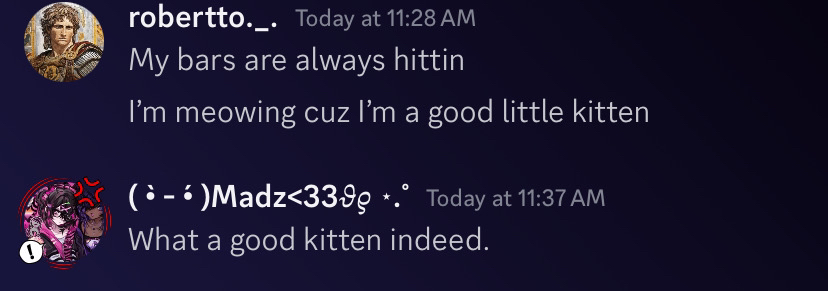 robertto._. Today at 11:28 AM
My bars are always hittin
I'm meowing cuz I'm a good little kitten
( •̀ - •́ )Madz<33𝜗𝜚 ⋆.˚ Today at 11:37 AM
What a good kitten indeed.
!